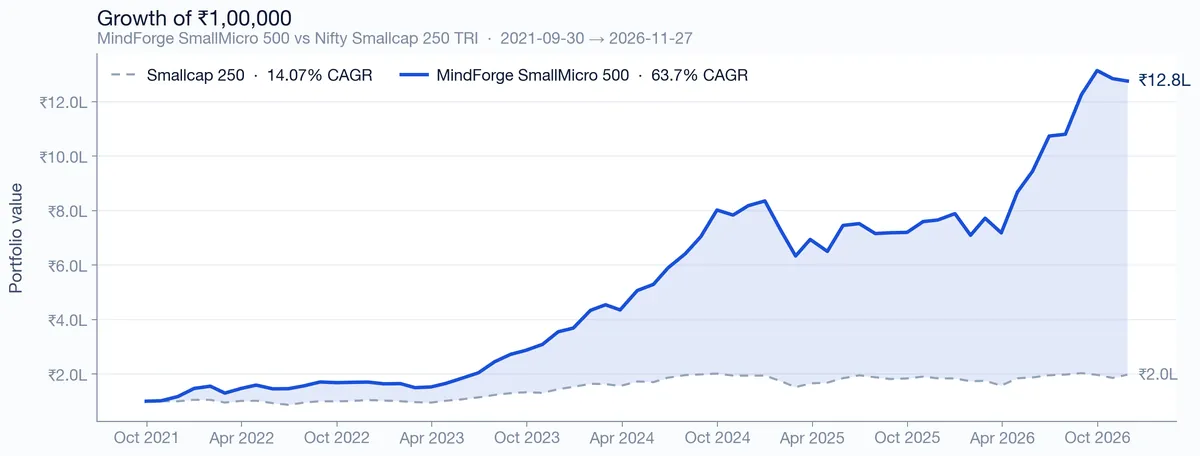 Growth of ₹1,00,000
MindForge SmallMicro 500 vs Nifty Smallcap 250 TRI · 2021-09-30 → 2026-11-27
Smallcap 250 · 14.07% CAGR
MindForge SmallMicro 500 · 63.7% CAGR
Portfolio value
₹12.0L
₹10.0L
₹8.0L
₹6.0L
₹4.0L
₹2.0L
₹12.8L
₹2.0L
Oct 2021
Apr 2022
Oct 2022
Apr 2023
Oct 2023
Apr 2024
Oct 2024
Apr 2025
Oct 2025
Apr 2026
Oct 2026